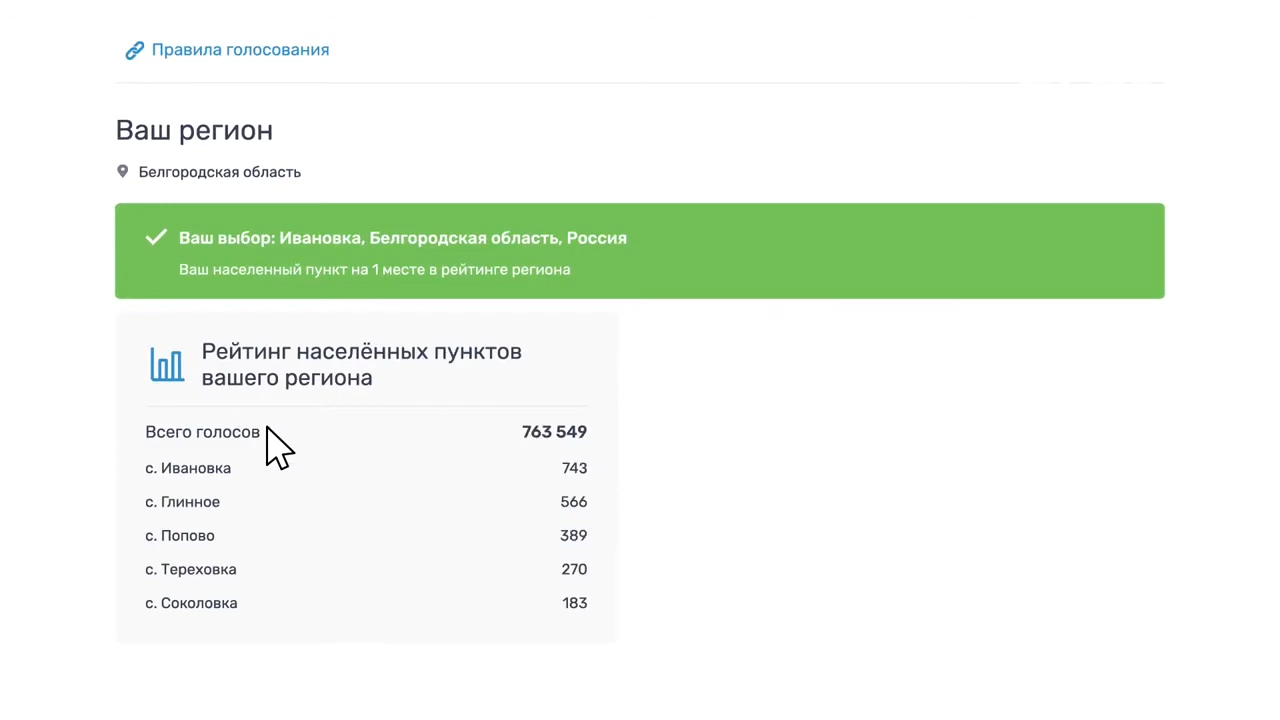 Правила голосования
Ваш регион
Белгородская область
Ваш выбор: Ивановка, Белгородская область, Россия
Ваш населенный пункт на 1 месте в рейтинге региона
Рейтинг населённых пунктов
вашего региона
Всего голосов 763 549
с. Ивановка 743
с. Глинное 566
с. Попово 389
с. Тереховка 270
с. Соколовка 183